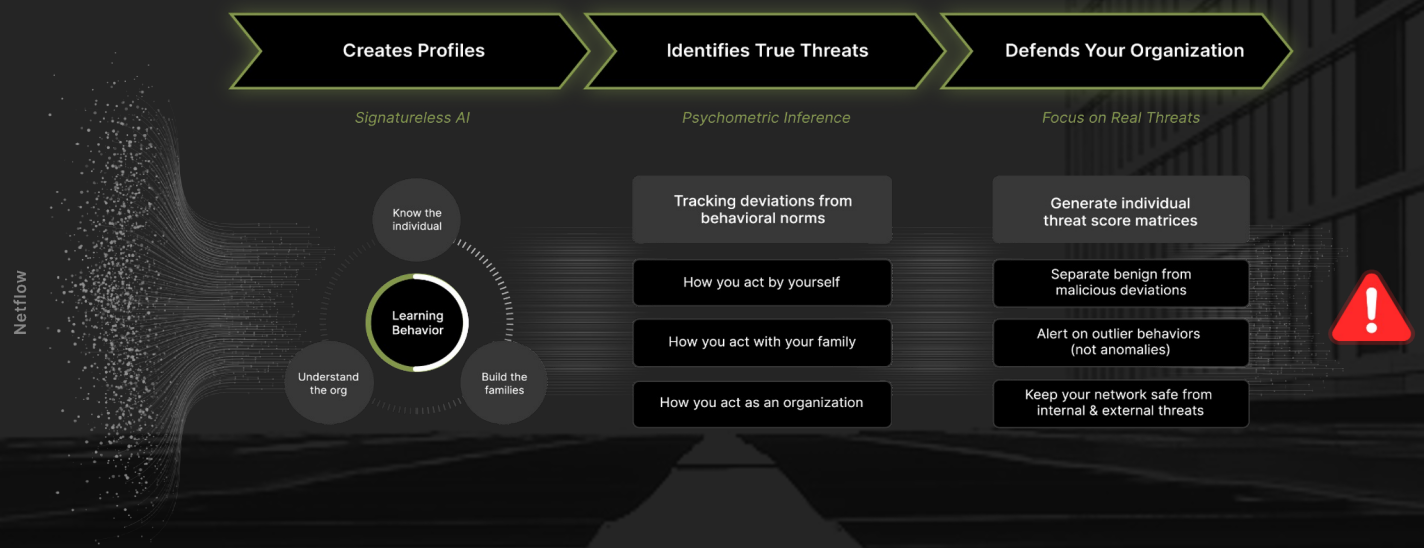 Creates Profiles
Identifies True Threats
Defends Your Organization
Signatureless AI
Psychometric Inference
Focus on Real Threats
Netflow
Know the
individual
Learning
Behavior
Understand
the org
Build the
families
Tracking deviations from
behavioral norms
How you act by yourself
How you act with your family
How you act as an organization
Generate individual
threat score matrices
Separate benign from
malicious deviations
Alert on outlier behaviors
(not anomalies)
Keep your network safe from
internal & external threats